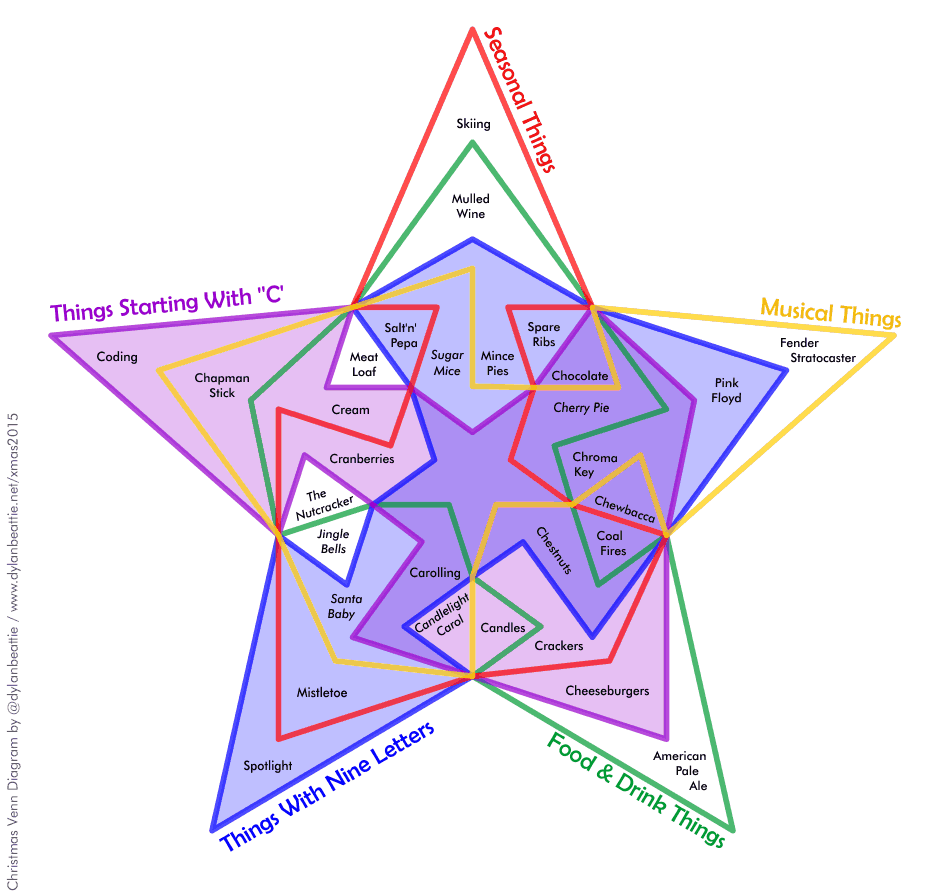 Seasonal Things
Skiing
Mulled
Wine
Things Starting With "C'
Musical Things
Fender
Stratocaster
Coding
Chapman
Stick
Salt'n'
Pepa
Meat
Loaf
Sugar
Mice
Mince
Pies
Spare
Ribs
Chocolate
Pink
Floyd
Cream
Cherry Pie
Cranberries
Chroma
Key
The
Nutcracker
Chewbacca
Jingle
Bells
Coal
Fires
Chestnuts
Carolling
Santa
Baby
Candlelight
Carol
Candles
Crackers
Mistletoe
Cheeseburgers
Spotlight
American
Pale
Ale
Things With Nine Letters
Food & Drink Things
Christmas Venn Diagram by @dylanbeattie / www.dylanbeattie.net/xmas2015